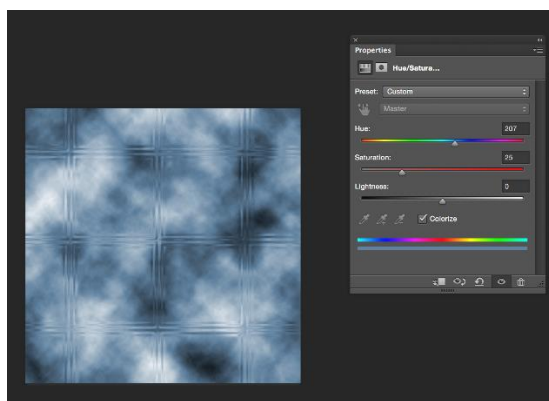 Properties
Hue/Satura...
Preset: Custom
Master
Hue: 207
Saturation: 25
Lightness: 0
Colorize